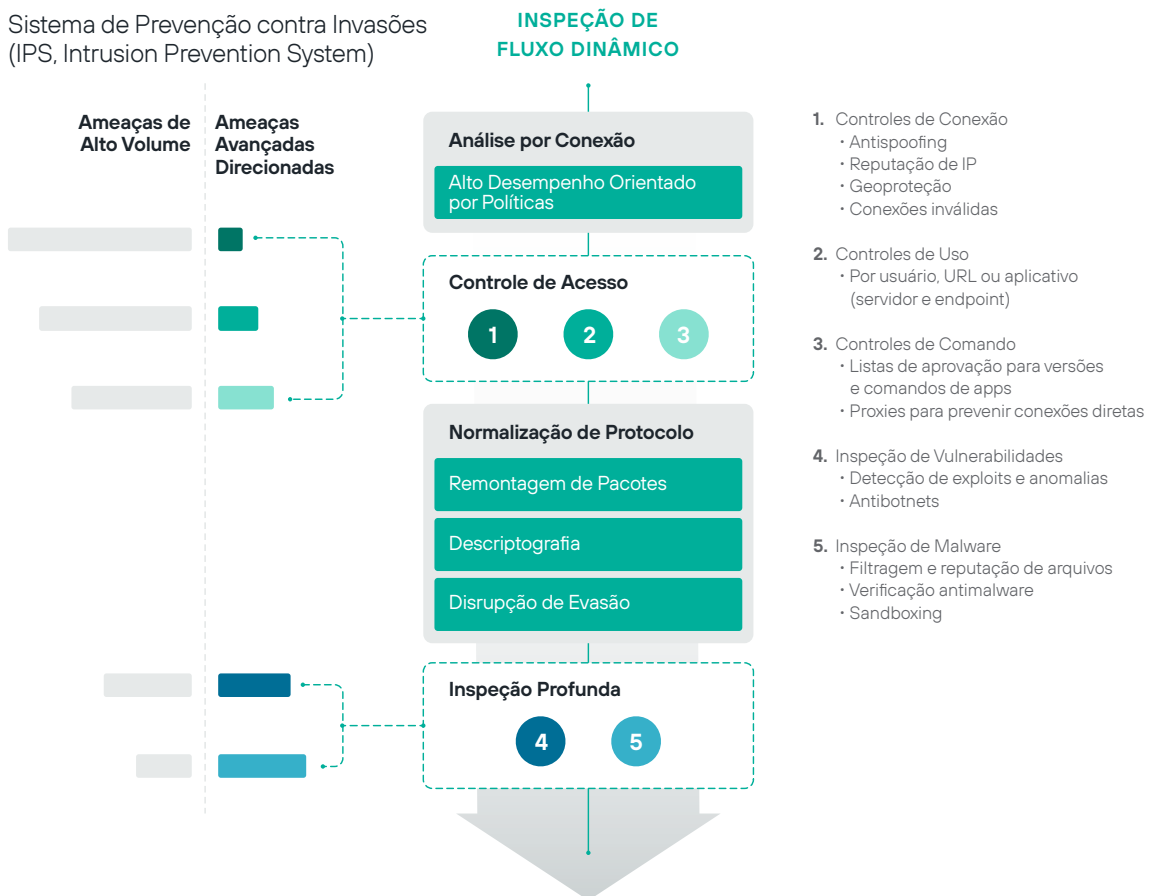 Sistema de Prevenção contra Invasões
(IPS, Intrusion Prevention System)
INSPEÇÃO DE
FLUXO DINÂMICO
Ameaças de
Alto Volume
Ameaças
Avançadas
Direcionadas
Análise por Conexão
Alto Desempenho Orientado
por Políticas
Controle de Acesso
1
2
3
Normalização de Protocolo
Remontagem de Pacotes
Descriptografia
Disrupção de Evasão
Inspeção Profunda
4
5
1. Controles de Conexão
· Antispoofing
· Reputação de IP
· Geoproteção
· Conexões inválidas
2. Controles de Uso
· Por usuário, URL ou aplicativo
(servidor e endpoint)
3. Controles de Comando
· Listas de aprovação para versões
e comandos de apps
· Proxies para prevenir conexões diretas
4. Inspeção de Vulnerabilidades
· Detecção de exploits e anomalias
· Antibotnets
5. Inspeção de Malware
· Filtragem e reputação de arquivos
· Verificação antimalware
· Sandboxing